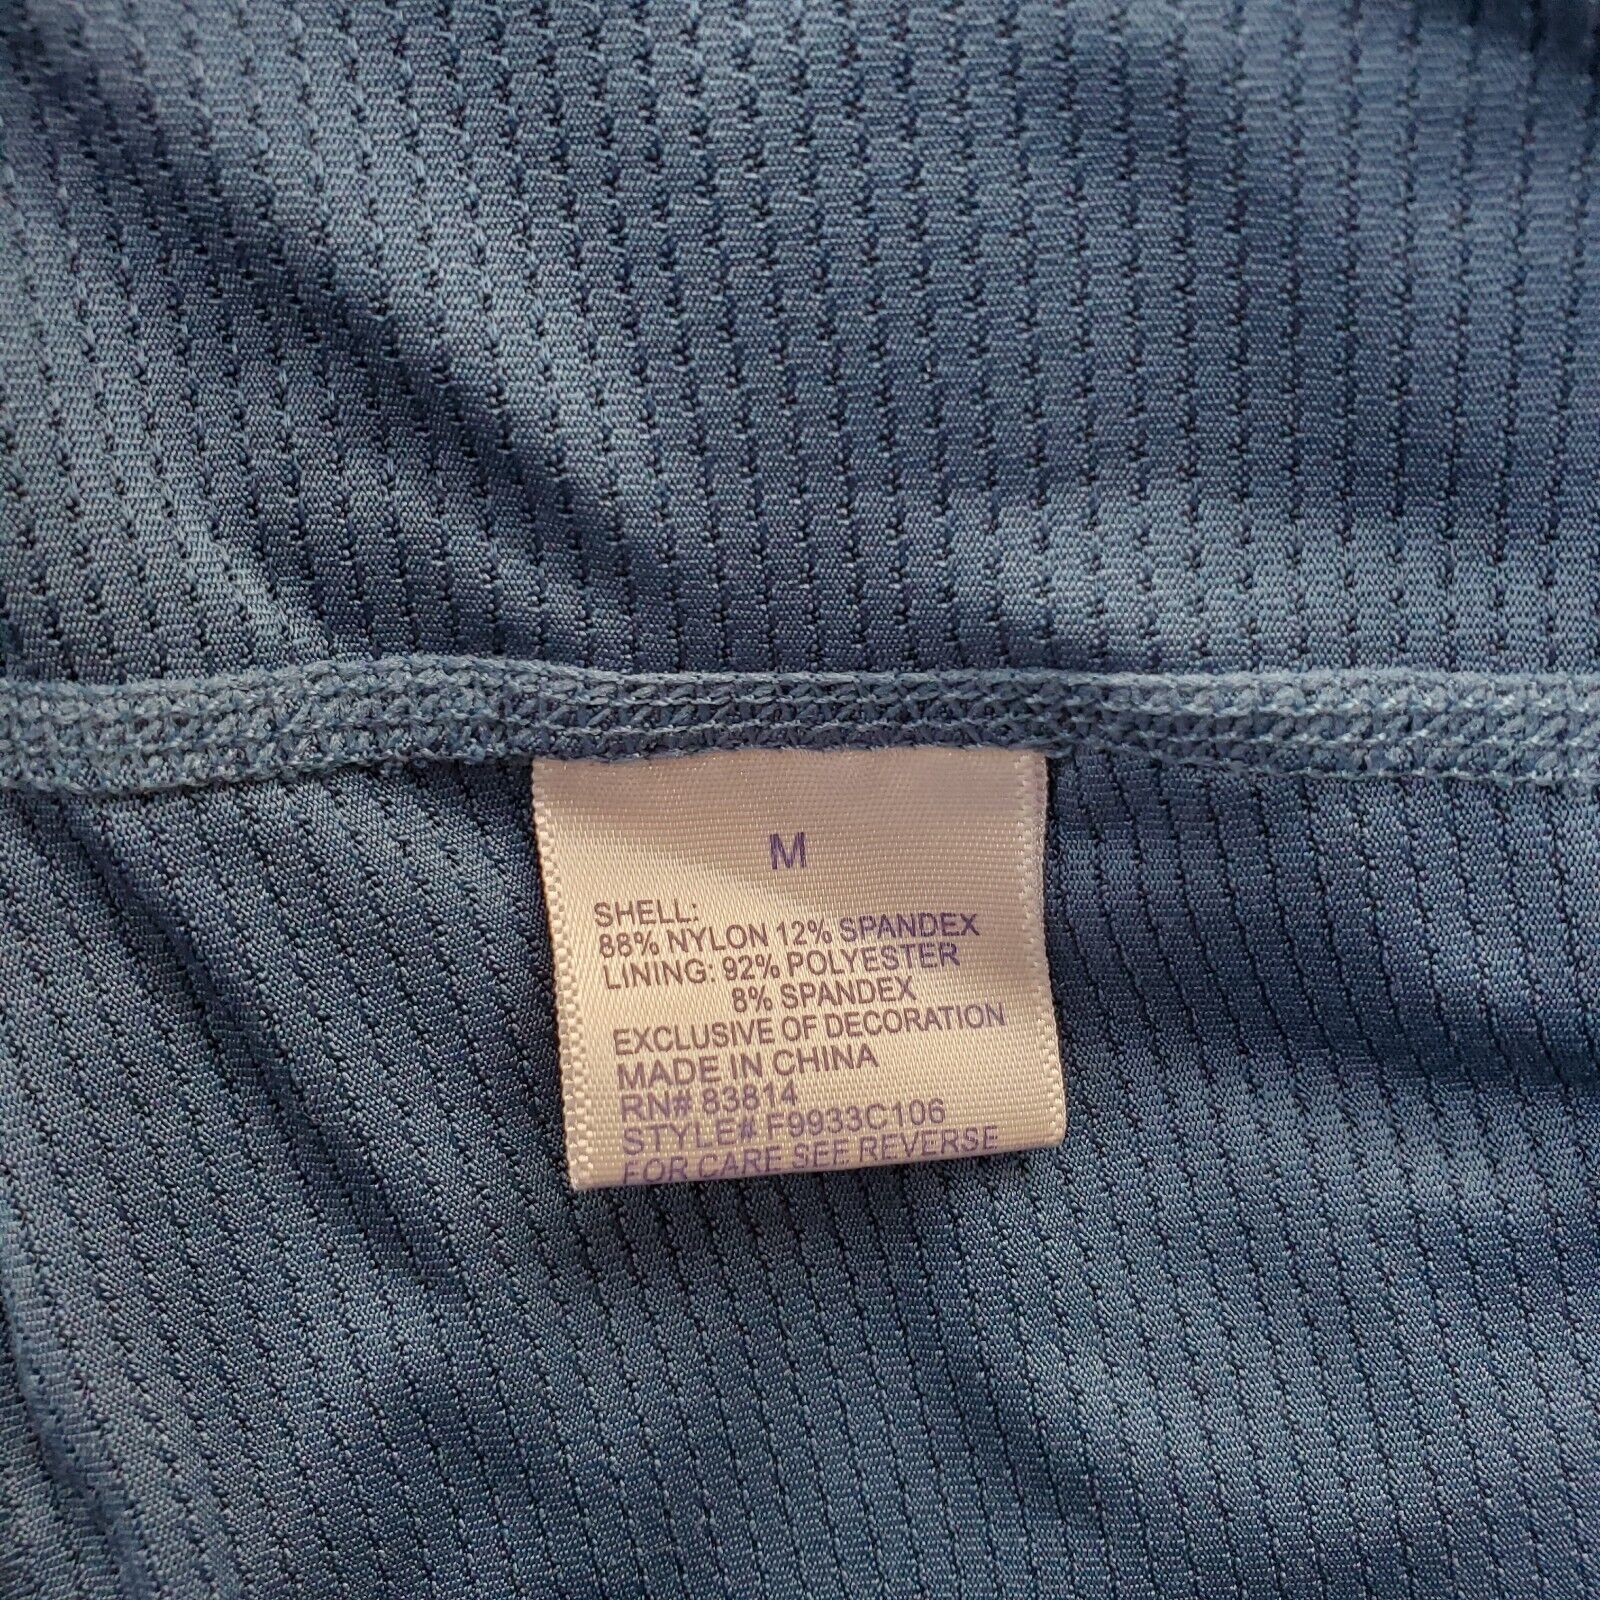 M
SHELL:
88% NYLON 12% SPANDEX
LINING: 92% POLYESTER
8% SPANDEX
EXCLUSIVE OF DECORATION
MADE IN CHINA
RN# 83814
STYLE# F9933C106
FOR CARE SEE REVERSE